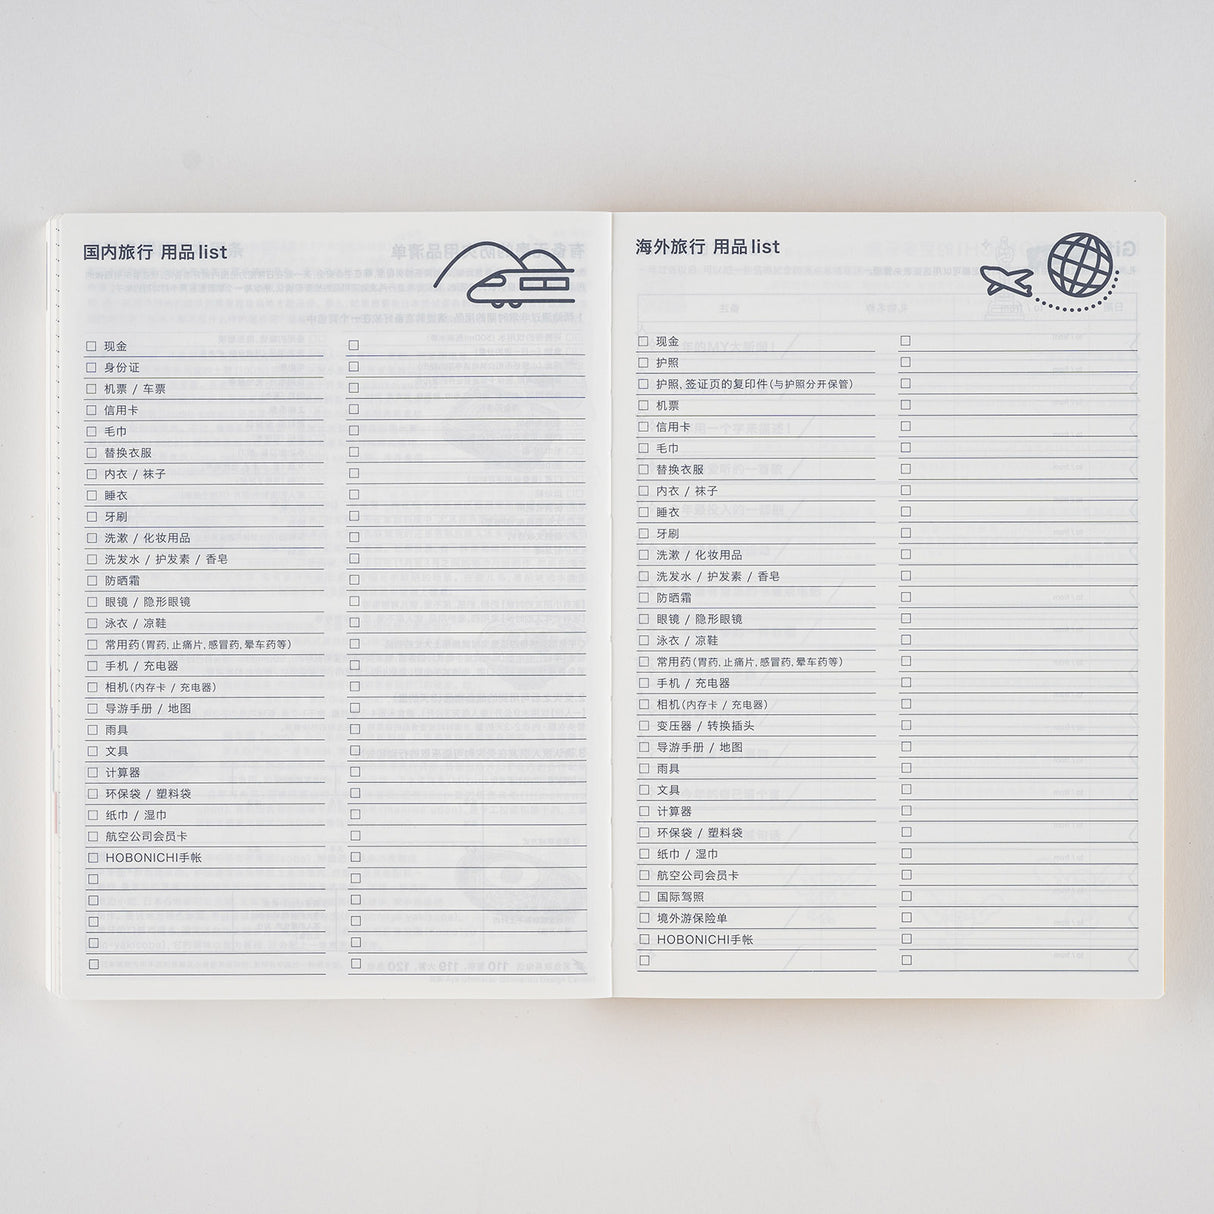 国内旅行 用品list
现金
身份证
机票 / 车票
信用卡
毛巾
替换衣服
内衣 / 袜子
睡衣
牙刷
洗漱 / 化妆用品
洗发水 / 护发素 / 香皂
防晒霜
眼镜 / 隐形眼镜
泳衣 / 凉鞋
常用药(胃药, 止痛片, 感冒药, 晕车药等)
手机 / 充电器
相机(内存卡 / 充电器)
导游手册 / 地图
雨具
文具
计算器
环保袋 / 塑料袋
纸巾 / 湿巾
航空公司会员卡
HOBONICHI手帐
海外旅行 用品list
现金
护照
护照, 签证页的复印件(与护照分开保管)
机票
信用卡
毛巾
替换衣服
内衣 / 袜子
睡衣
牙刷
洗漱 / 化妆用品
洗发水 / 护发素 / 香皂
防晒霜
眼镜 / 隐形眼镜
泳衣 / 凉鞋
常用药(胃药, 止痛片, 感冒药, 晕车药等)
手机 / 充电器
相机(内存卡 / 充电器)
变压器 / 转换插头
导游手册 / 地图
雨具
文具
计算器
环保袋 / 塑料袋
纸巾 / 湿巾
航空公司会员卡
国际驾照
境外游保险单
HOBONICHI手帐